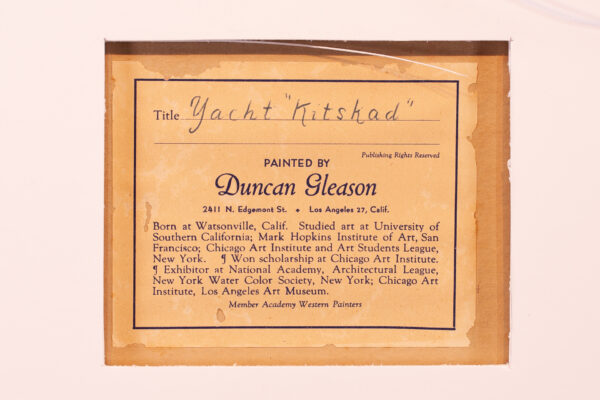 Title Yacht "Kitskad"
Publishing Rights Reserved
PAINTED BY
Duncan Gleason
2411 N. Edgemont St. • Los Angeles 27, Calif.
Born at Watsonville, Calif. Studied art at University of
Southern California; Mark Hopkins Institute of Art, San
Francisco; Chicago Art Institute and Art Students League,
New York. ¶ Won scholarship at Chicago Art Institute.
¶ Exhibitor at National Academy, Architectural League,
New York Water Color Society, New York; Chicago Art
Institute, Los Angeles Art Museum.
Member Academy Western Painters